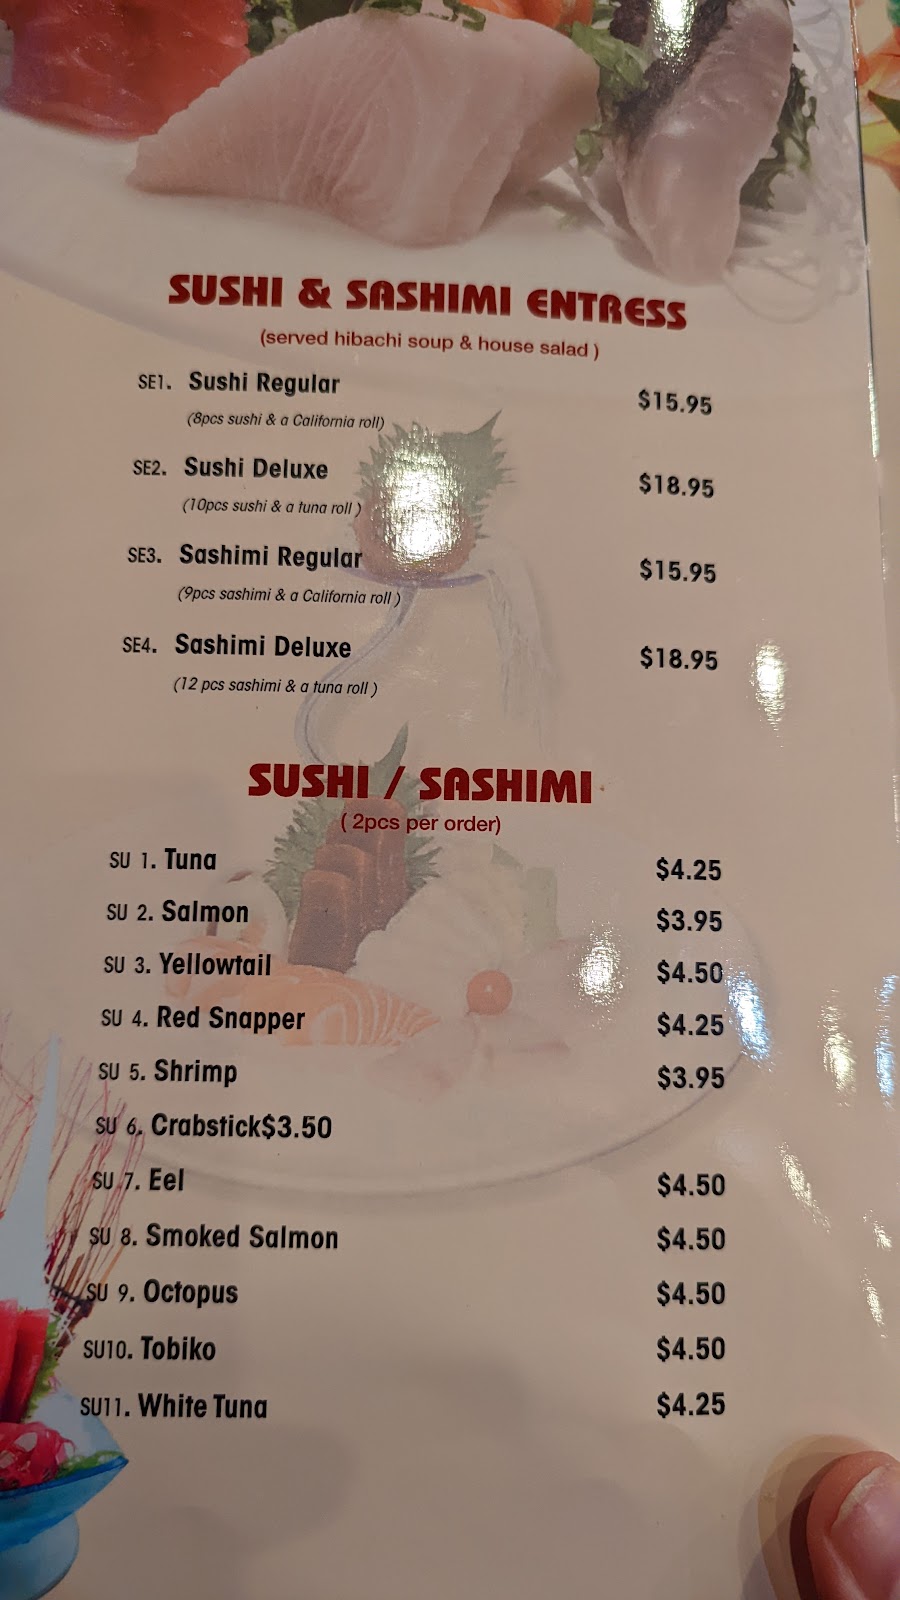 SUSHI & SASHIMI ENTRESS
(served hibachi soup & house salad )
SE1. Sushi Regular $15.95
(8pcs sushi & a California roll)
SE2. Sushi Deluxe $18.95
(10pcs sushi & a tuna roll )
SE3. Sashimi Regular $15.95
(9pcs sashimi & a California roll )
SE4. Sashimi Deluxe $18.95
(12 pcs sashimi & a tuna roll )
SUSHI / SASHIMI
( 2pcs per order)
SU 1. Tuna $4.25
SU 2. Salmon $3.95
SU 3. Yellowtail $4.50
SU 4. Red Snapper $4.25
SU 5. Shrimp $3.95
SU 6. Crabstick$3.50
SU 7. Eel $4.50
SU 8. Smoked Salmon $4.50
SU 9. Octopus $4.50
SU10. Tobiko $4.50
SU11. White Tuna $4.25